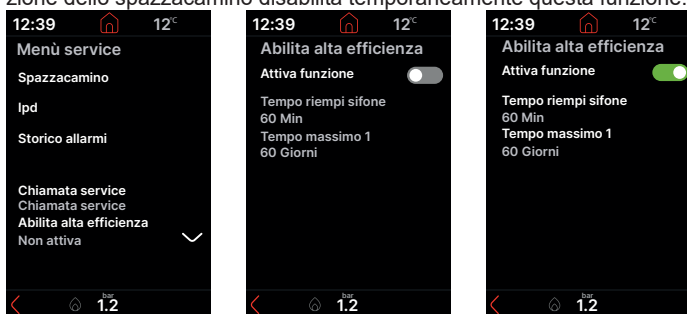 zione dello spazzacamino disabilita temporaneamente questa funzione.
12:39 12°C
Menù service
Spazzacamino
Ipd
Storico allarmi
Chiamata service
Chiamata service
Abilita alta efficienza
Non attiva
bar
1.2
12:39 12°C
Abilita alta efficienza
Attiva funzione
Tempo riempi sifone
60 Min
Tempo massimo 1
60 Giorni
bar
1.2
12:39 12°C
Abilita alta efficienza
Attiva funzione
Tempo riempi sifone
60 Min
Tempo massimo 1
60 Giorni
bar
1.2